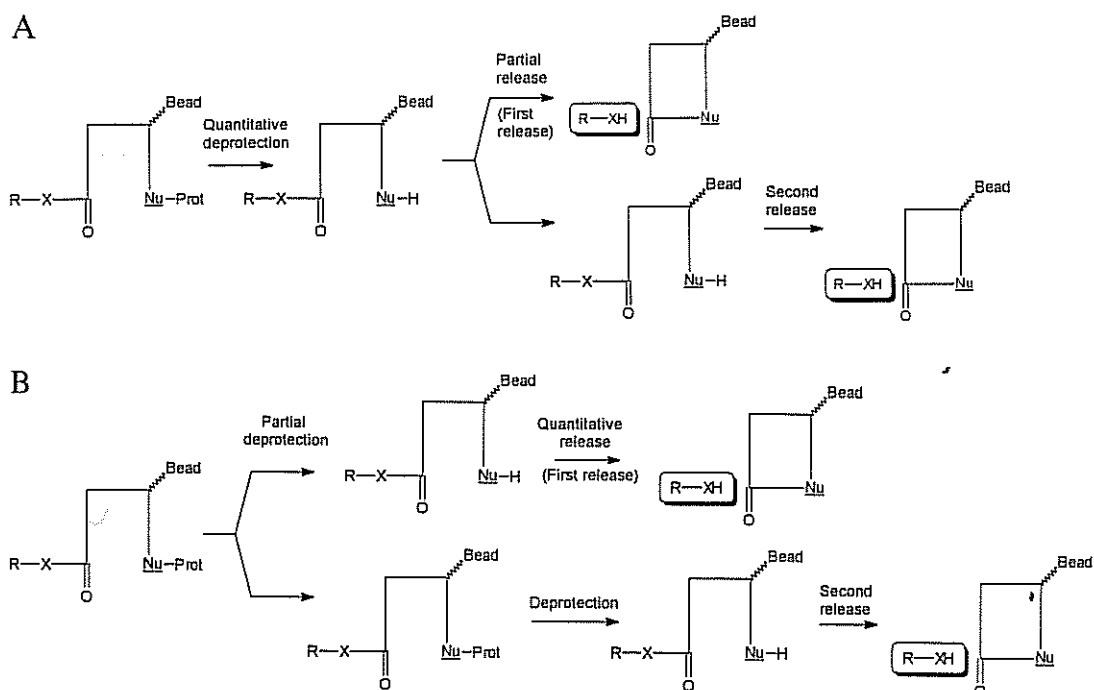 A
Bead
Partial
release
(First
release)
R—XH
O
Nu
Bead
Quantitative
deprotection
R—X
O
Nu—Prot
Bead
R—X
O
Nu—H
Bead
Second
release
R—X
O
Nu—H
Bead
R—XH
O
Nu
B
Bead
Partial
deprotection
R—X
O
Nu—H
Quantitative
release
(First release)
Bead
R—XH
O
Nu
Bead
R—X
O
Nu—Prot
Bead
R—X
O
Nu—Prot
Deprotection
Bead
R—X
O
Nu—H
Second
release
Bead
R—XH
O
Nu